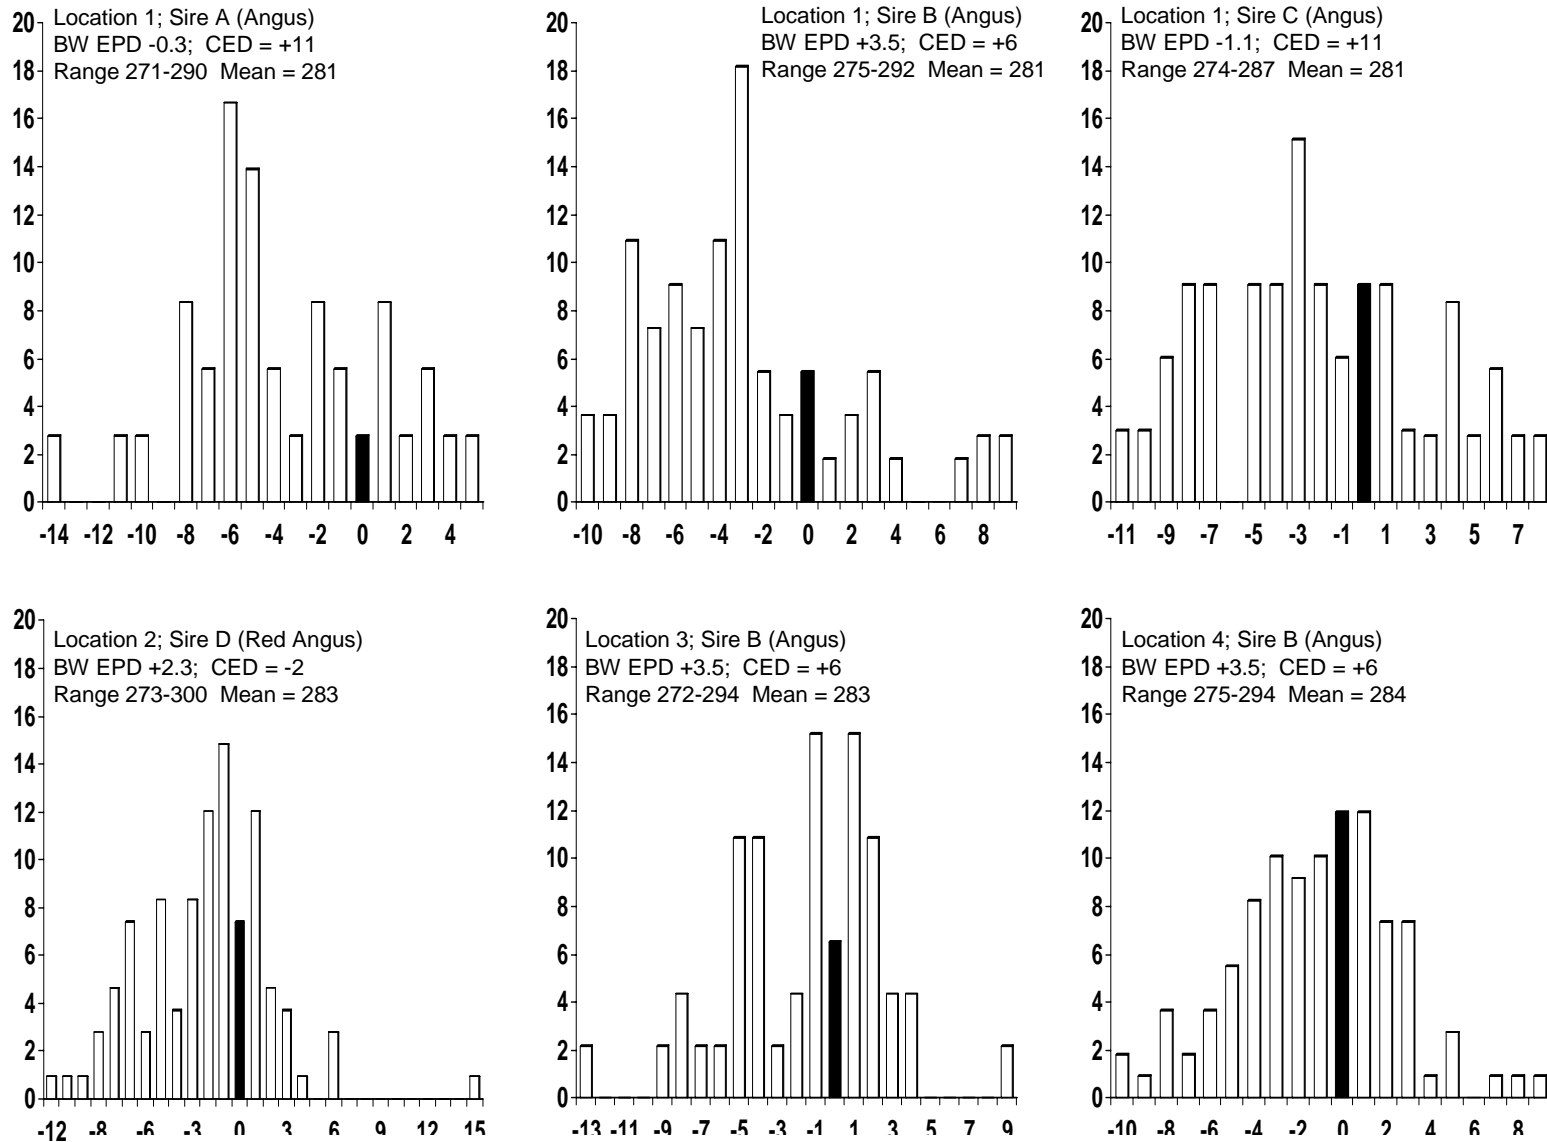 Location 1; Sire A (Angus)
BW EPD -0.3; CED = +11
Range 271-290 Mean = 281
20
18
16
14
12
10
8
6
4
2
0
-14 -12 -10 -8 -6 -4 -2 0 2 4
Location 1; Sire B (Angus)
BW EPD +3.5; CED = +6
Range 275-292 Mean = 281
20
18
16
14
12
10
8
6
4
2
0
-10 -8 -6 -4 -2 0 2 4 6 8
Location 1; Sire C (Angus)
BW EPD -1.1; CED = +11
Range 274-287 Mean = 281
20
18
16
14
12
10
8
6
4
2
0
-11 -9 -7 -5 -3 -1 1 3 5 7
Location 2; Sire D (Red Angus)
BW EPD +2.3; CED = -2
Range 273-300 Mean = 283
20
18
16
14
12
10
8
6
4
2
0
-12 -8 -6 -3 0 3 6 9 12 15
Location 3; Sire B (Angus)
BW EPD +3.5; CED = +6
Range 272-294 Mean = 283
20
18
16
14
12
10
8
6
4
2
0
-13 -11 -9 -7 -5 -3 -1 1 3 5 7 9
Location 4; Sire B (Angus)
BW EPD +3.5; CED = +6
Range 275-294 Mean = 284
20
18
16
14
12
10
8
6
4
2
0
-10 -8 -6 -4 -2 0 2 4 6 8